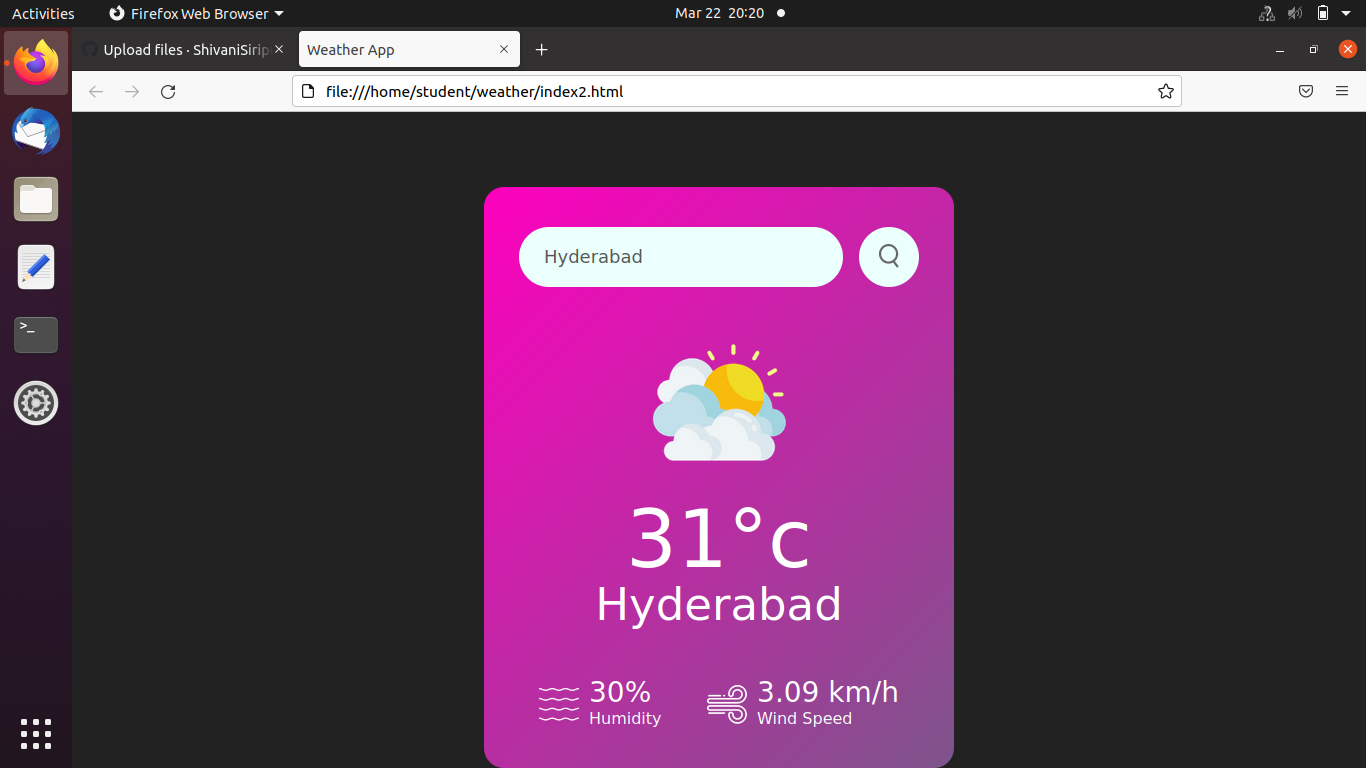 Activities Firefox Web Browser Mar 22 20:20
Upload files · ShivaniSirip Weather App
file:///home/student/weather/index2.html
>_
Hyderabad
31°c
Hyderabad
30% 3.09 km/h
Humidity Wind Speed